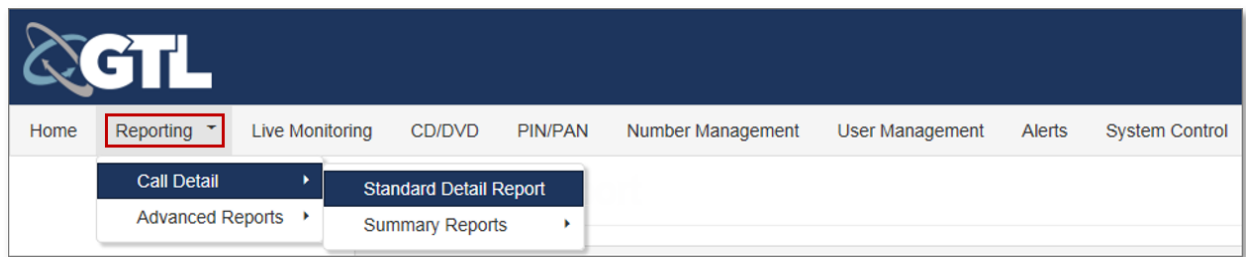 GTL
Home Reporting Live Monitoring CD/DVD PIN/PAN Number Management User Management Alerts System Control
Call Detail Standard Detail Report
Advanced Reports Summary Reports